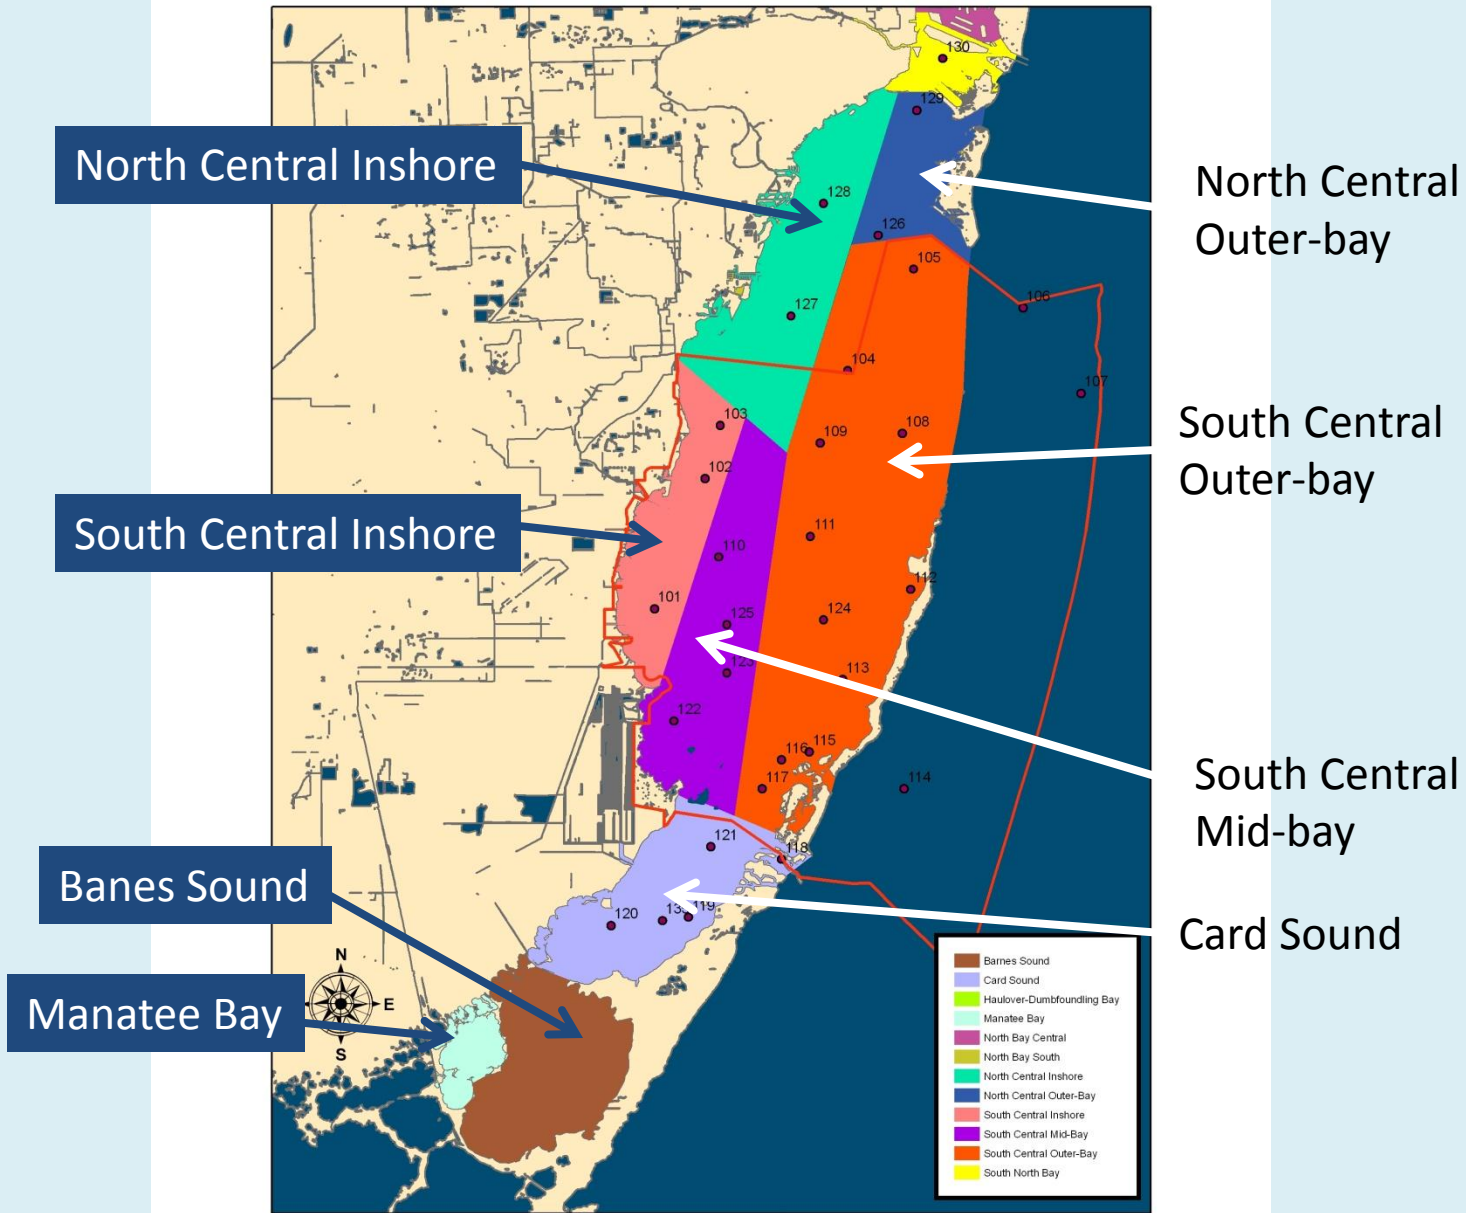 130
129
North Central Inshore
128
North Central
Outer-bay
126
105
106
127
104
107
103
109
108
South Central
Outer-bay
102
South Central Inshore
111
110
112
101
125
124
123
113
122
116
115
117
114
South Central
Mid-bay
121
118
Banes Sound
120
119
Card Sound
N
E
S
Manatee Bay
Barnes Sound
Card Sound
Haulover-Dumbfoundling Bay
Manatee Bay
North Bay Central
North Bay South
North Central Inshore
North Central Outer-Bay
South Central Inshore
South Central Mid-Bay
South Central Outer-Bay
South North Bay